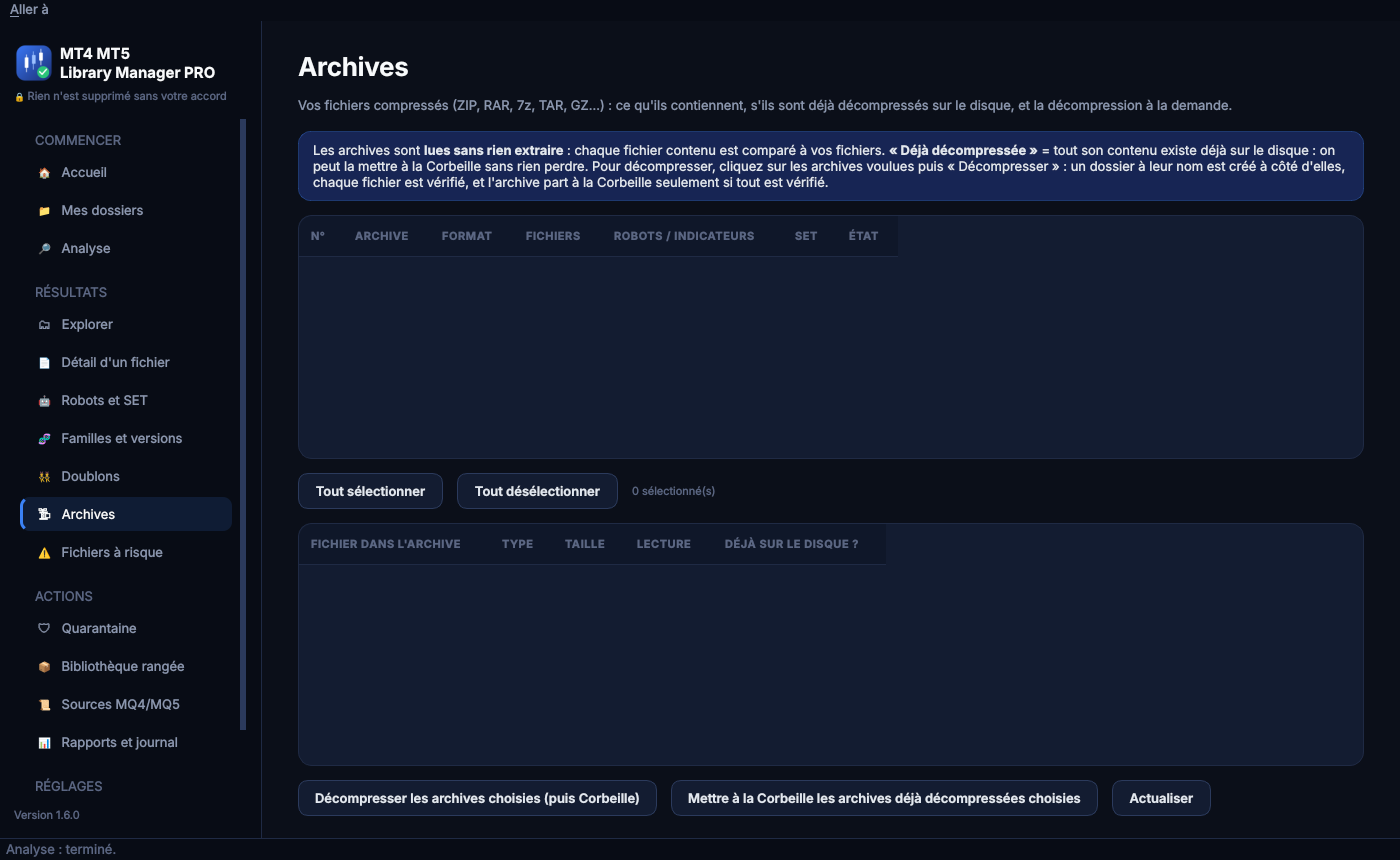 Aller à
MT4 MT5
Library Manager PRO
Rien n'est supprimé sans votre accord
COMMENCER
Accueil
Mes dossiers
Analyse
RÉSULTATS
Explorer
Détail d'un fichier
Robots et SET
Familles et versions
Doublons
Archives
Fichiers à risque
ACTIONS
Quarantaine
Bibliothèque rangée
Sources MQ4/MQ5
Rapports et journal
RÉGLAGES
Version 1.6.0
Archives
Vos fichiers compressés (ZIP, RAR, 7z, TAR, GZ...) : ce qu'ils contiennent, s'ils sont déjà décompressés sur le disque, et la décompression à la demande.
Les archives sont lues sans rien extraire : chaque fichier contenu est comparé à vos fichiers. « Déjà décompressée » = tout son contenu existe déjà sur le disque : on
peut la mettre à la Corbeille sans rien perdre. Pour décompresser, cliquez sur les archives voulues puis « Décompresser » : un dossier à leur nom est créé à côté d'elles,
chaque fichier est vérifié, et l'archive part à la Corbeille seulement si tout est vérifié.
N° ARCHIVE FORMAT FICHIERS ROBOTS / INDICATEURS SET ÉTAT
Tout sélectionner Tout désélectionner 0 sélectionné(s)
FICHIER DANS L'ARCHIVE TYPE TAILLE LECTURE DÉJÀ SUR LE DISQUE ?
Décompresser les archives choisies (puis Corbeille) Mettre à la Corbeille les archives déjà décompressées choisies Actualiser
Analyse : terminé.